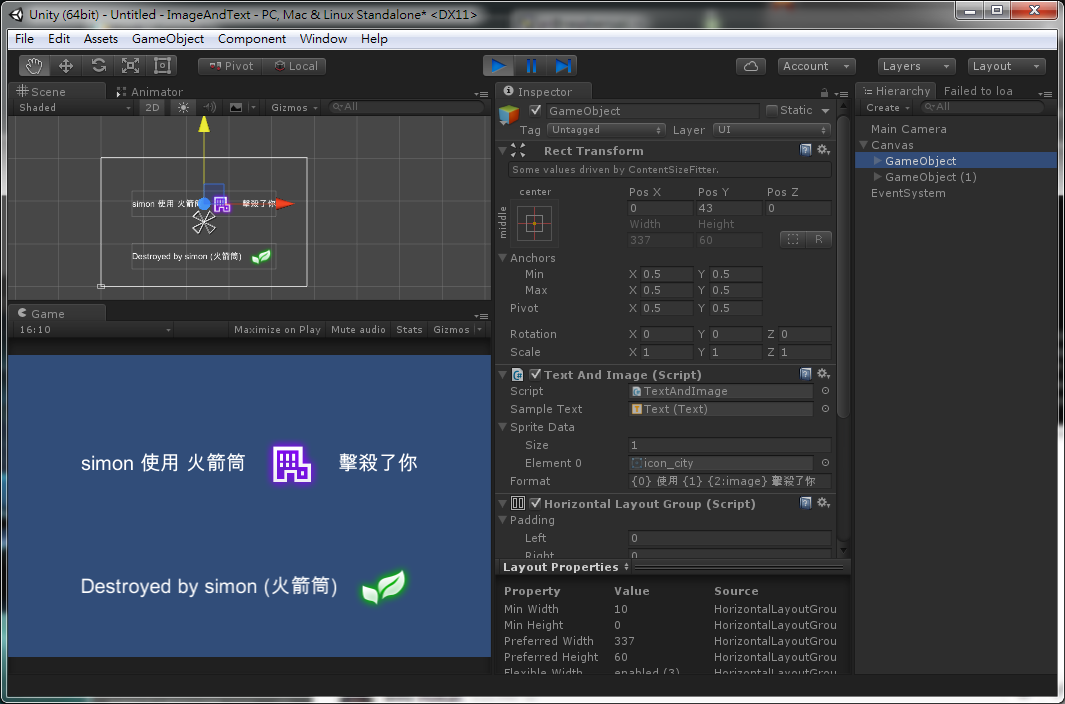 Unity (64bit) - Untitled - ImageAndText - PC, Mac & Linux Standalone* <DX11>
File Edit Assets GameObject Component Window Help
Pivot Local Account Layers Layout
Scene Animator
Shaded 2D Gizmos All
simon 使用 火箭筒 擊殺了你
Destroyed by simon (火箭筒)
Game
16:10 Maximize on Play Mute audio Stats Gizmos
simon 使用 火箭筒 擊殺了你
Destroyed by simon (火箭筒)
Inspector
GameObject Static
Tag Untagged Layer UI
Rect Transform
Some values driven by ContentSizeFitter.
center Pos X Pos Y Pos Z
middle 0 43 0
Width Height
337 60 R
Anchors
Min X 0.5 Y 0.5
Max X 0.5 Y 0.5
Pivot X 0.5 Y 0.5
Rotation X 0 Y 0 Z 0
Scale X 1 Y 1 Z 1
Text And Image (Script)
Script TextAndImage
Sample Text Text (Text)
Sprite Data
Size 1
Element 0 icon_city
Format {0} 使用 {1} {2:image} 擊殺了你
Horizontal Layout Group (Script)
Padding
Left 0
Right 0
Layout Properties
Property Value Source
Min Width 10 HorizontalLayoutGrou
Min Height 0 HorizontalLayoutGrou
Preferred Width 337 HorizontalLayoutGrou
Preferred Height 60 HorizontalLayoutGrou
Flexible Width enabled (3) HorizontalLayoutGrou
Hierarchy Failed to loa
Create All
Main Camera
Canvas
GameObject
GameObject (1)
EventSystem